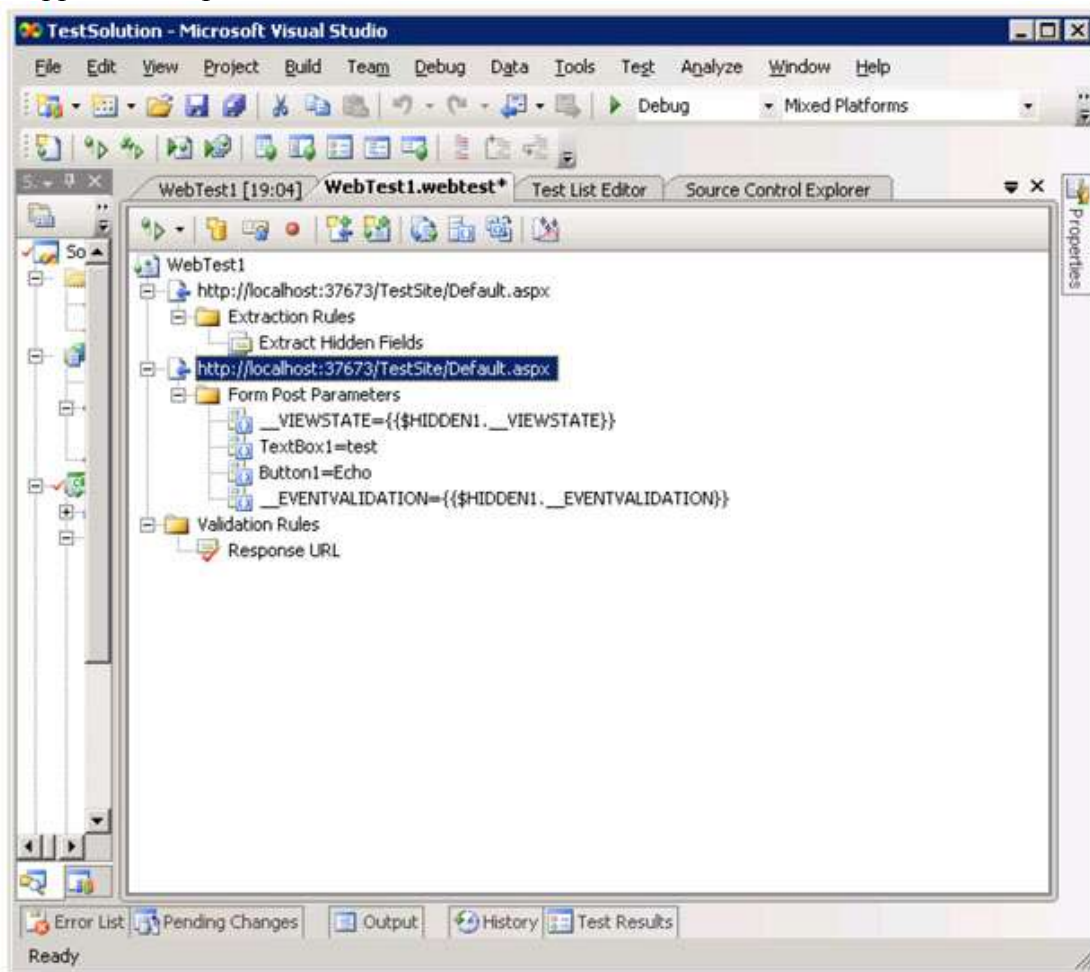 TestSolution - Microsoft Visual Studio
File Edit View Project Build Team Debug Data Tools Test Analyze Window Help
Debug Mixed Platforms
WebTest1 [19:04] WebTest1.webtest* Test List Editor Source Control Explorer
Properties
So
WebTest1
http://localhost:37673/TestSite/Default.aspx
Extraction Rules
Extract Hidden Fields
http://localhost:37673/TestSite/Default.aspx
Form Post Parameters
__VIEWSTATE={{$HIDDEN1.__VIEWSTATE}}
TextBox1=test
Button1=Echo
__EVENTVALIDATION={{$HIDDEN1.__EVENTVALIDATION}}
Validation Rules
Response URL
Error List Pending Changes Output History Test Results
Ready